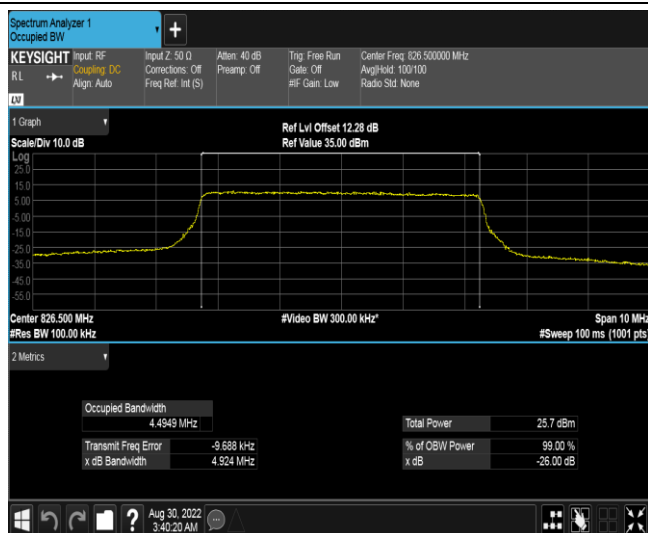 Spectrum Analyzer 1
Occupied BW
+
KEYSIGHT
RL
LXI
Input: RF
Coupling: DC
Align: Auto
Input Z: 50 Ω
Corrections: Off
Freq Ref: Int (S)
Atten: 40 dB
Preamp: Off
Trig: Free Run
Gate: Off
#IF Gain: Low
Center Freq: 826.500000 MHz
Avg|Hold: 100/100
Radio Std: None
1 Graph
Scale/Div 10.0 dB
Ref Lvl Offset 12.28 dB
Ref Value 35.00 dBm
Log
25.0
15.0
5.00
-5.00
-15.0
-25.0
-35.0
-45.0
-55.0
Center 826.500 MHz
#Res BW 100.00 kHz
#Video BW 300.00 kHz*
Span 10 MHz
#Sweep 100 ms (1001 pts)
2 Metrics
Occupied Bandwidth
4.4949 MHz
Transmit Freq Error -9.688 kHz
x dB Bandwidth 4.924 MHz
Total Power 25.7 dBm
% of OBW Power 99.00 %
x dB -26.00 dB
?
Aug 30, 2022
3:40:20 AM